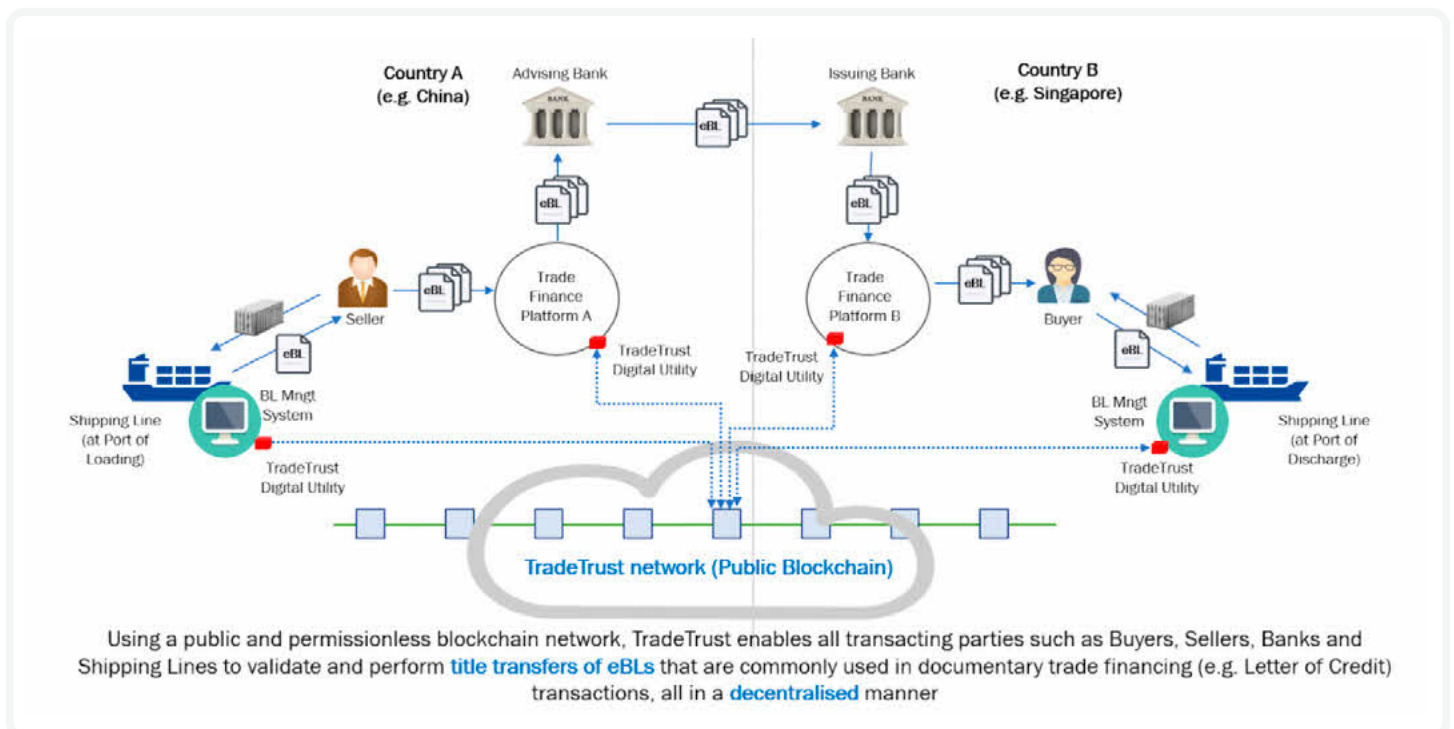 Country A
(e.g. China)
Advising Bank
BANK
Issuing Bank
BANK
Country B
(e.g. Singapore)
eBL
eBL
eBL
Seller
eBL
Trade
Finance
Platform A
Trade
Finance
Platform B
eBL
Buyer
eBL
eBL
TradeTrust
Digital Utility
TradeTrust
Digital Utility
Shipping Line
(at Port of
Loading)
BL Mngt
System
TradeTrust
Digital Utility
BL Mngt
System
Shipping Line
(at Port of
Discharge)
TradeTrust
Digital Utility
TradeTrust network (Public Blockchain)
Using a public and permissionless blockchain network, TradeTrust enables all transacting parties such as Buyers, Sellers, Banks and
Shipping Lines to validate and perform title transfers of eBLs that are commonly used in documentary trade financing (e.g. Letter of Credit)
transactions, all in a decentralised manner